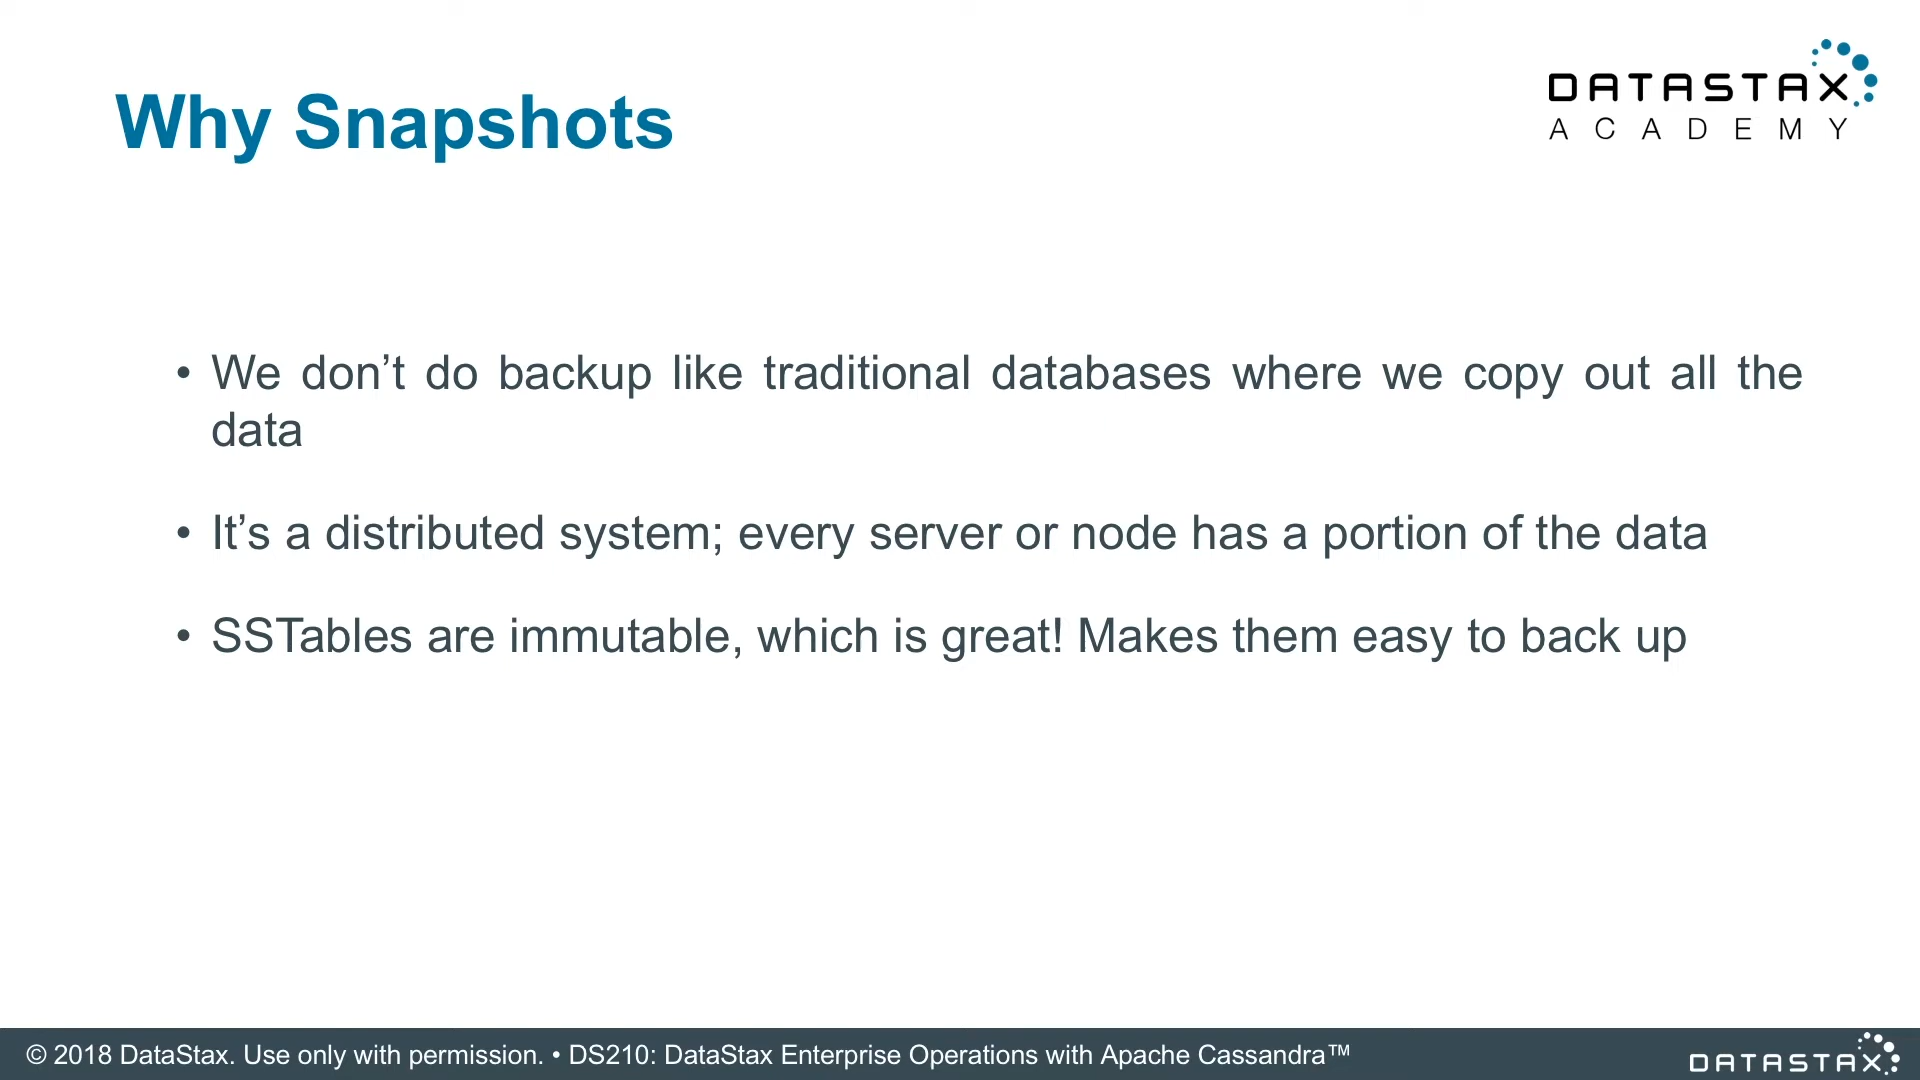 Why Snapshots
DATASTAX
ACADEMY
• We don’t do backup like traditional databases where we copy out all the
data
• It’s a distributed system; every server or node has a portion of the data
• SSTables are immutable, which is great! Makes them easy to back up
© 2018 DataStax. Use only with permission. • DS210: DataStax Enterprise Operations with Apache Cassandra™
DATASTAX